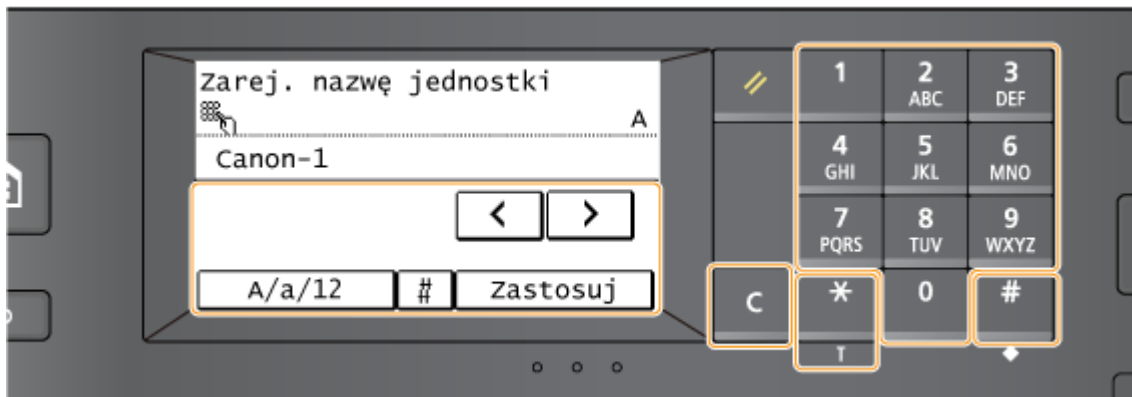 Zarej. nazwę jednostki
A
Canon-1
< >
A/a/12 # Zastosuj
1 2 ABC 3 DEF
4 GHI 5 JKL 6 MNO
7 PQRS 8 TUV 9 WXYZ
C * 0 #
T